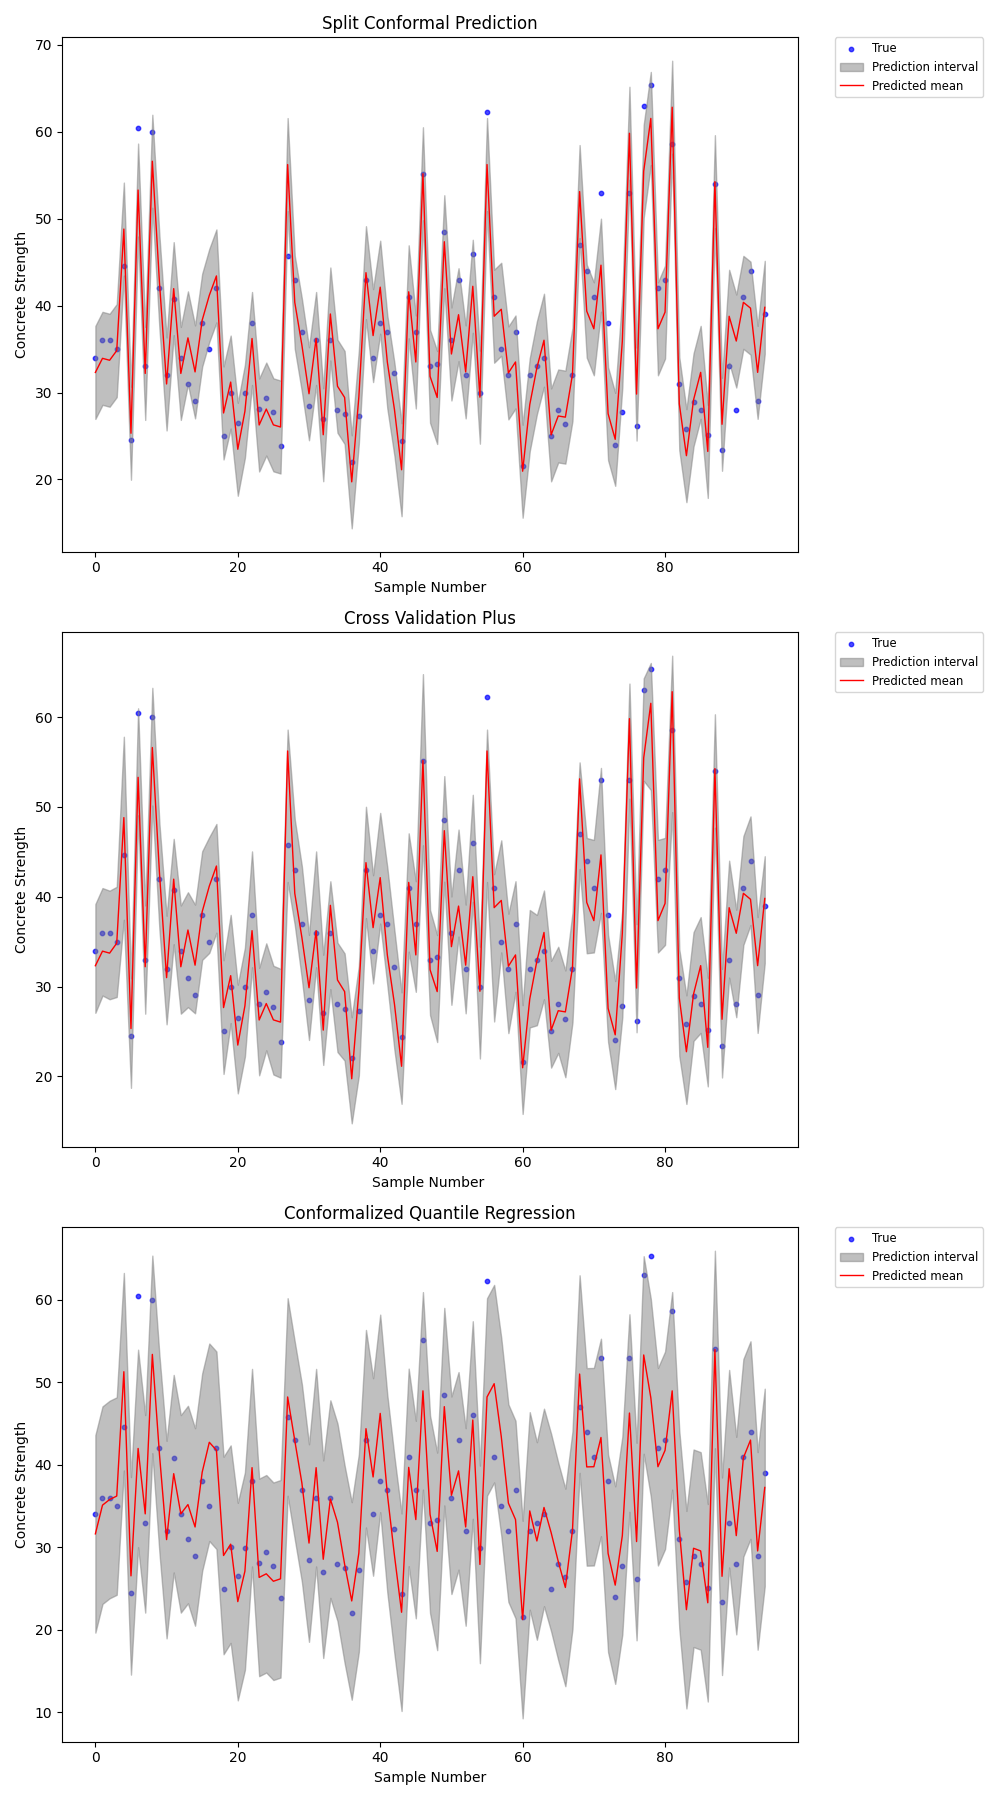 Split Conformal Prediction
70
60
50
40
30
20
Concrete Strength
0 20 40 60 80
Sample Number
True
Prediction interval
Predicted mean
Cross Validation Plus
60
50
40
30
20
Concrete Strength
0 20 40 60 80
Sample Number
True
Prediction interval
Predicted mean
Conformalized Quantile Regression
60
50
40
30
20
10
Concrete Strength
0 20 40 60 80
Sample Number
True
Prediction interval
Predicted mean